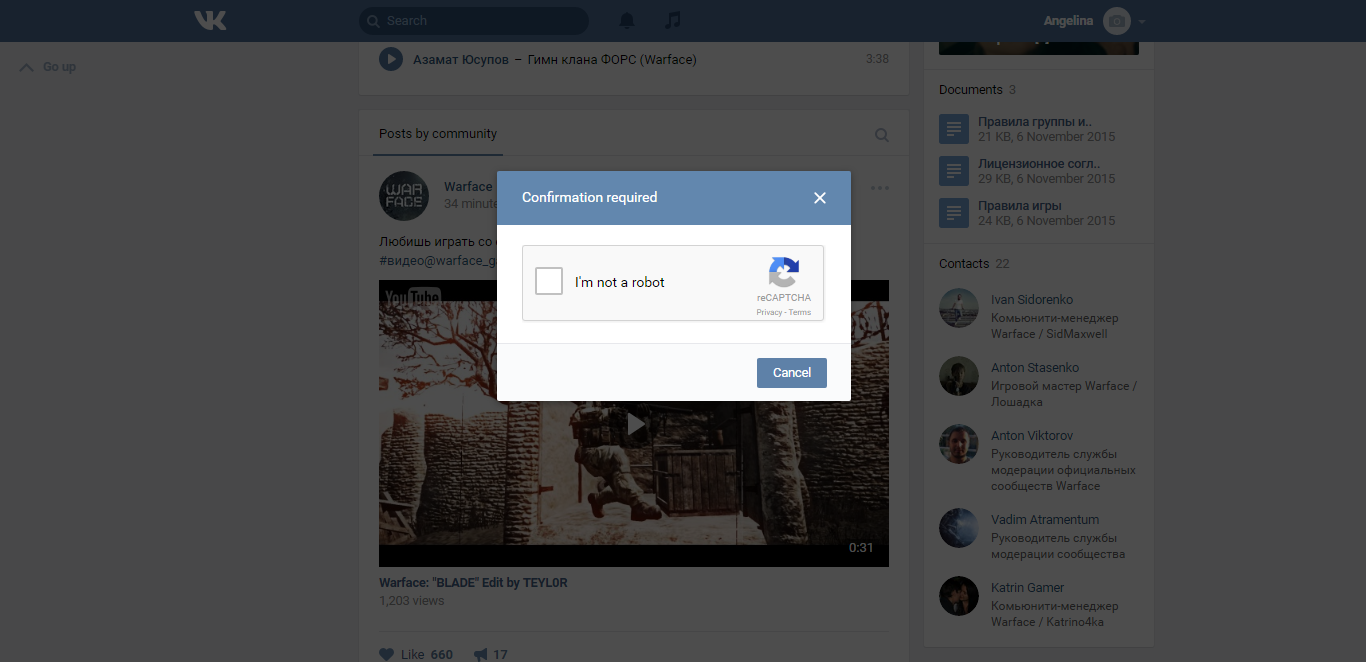 Search
Angelina
Go up
Азамат Юсупов – Гимн клана ФОРС (Warface)
3:38
Posts by community
WAR
FACE
Warface
34 minute
Любишь играть со
#видео@warface_ga
YouTube
Confirmation required
I'm not a robot
reCAPTCHA
Privacy - Terms
Cancel
0:31
Warface: "BLADE" Edit by TEYL0R
1,203 views
Like 660
17
Documents 3
Правила группы и..
21 KB, 6 November 2015
Лицензионное согл..
29 KB, 6 November 2015
Правила игры
24 KB, 6 November 2015
Contacts 22
Ivan Sidorenko
Комьюнити-менеджер
Warface / SidMaxwell
Anton Stasenko
Игровой мастер Warface /
Лошадка
Anton Viktorov
Руководитель службы
модерации официальных
сообществ Warface
Vadim Atramentum
Руководитель службы
модерации сообщества
Katrin Gamer
Комьюнити-менеджер
Warface / Katrino4ka